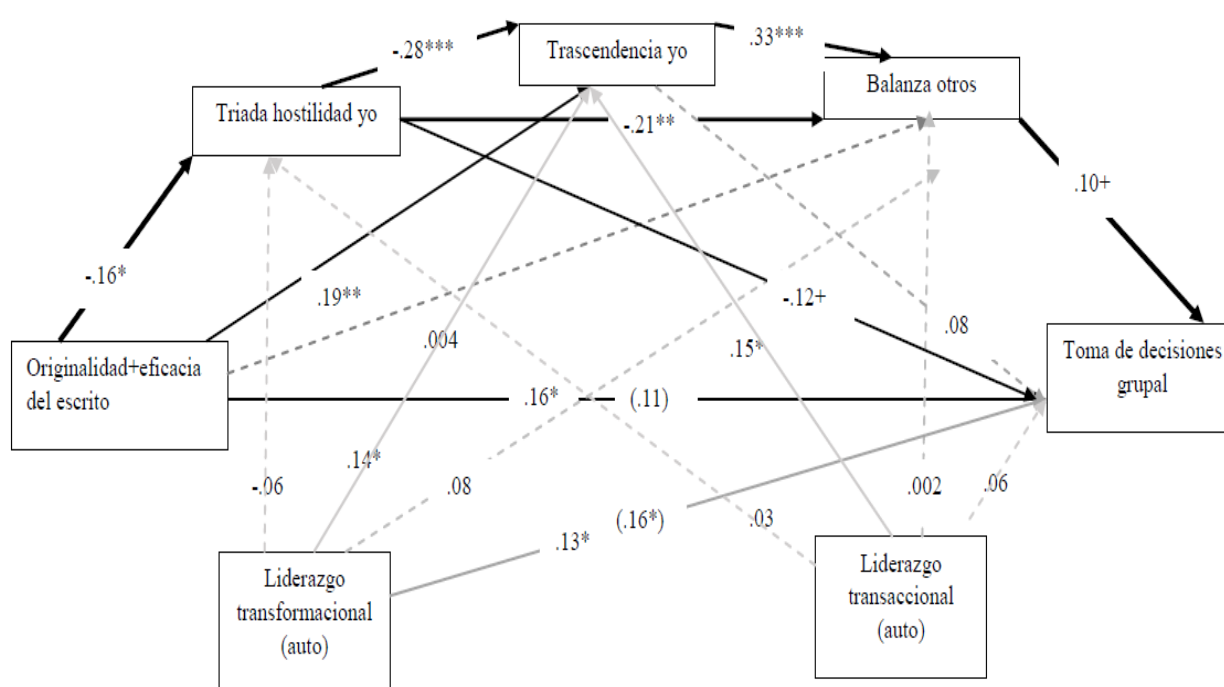 -.28***
Trascendencia yo
.33***
Triada hostilidad yo
Balanza otros
-.21**
.10+
-.16*
.19**
-.12+
.004
.15*
.08
Originalidad+eficacia
del escrito
Toma de decisiones
grupal
.16*
(.11)
.14*
-.06
.08
.002
.06
(.16*)
.03
.13*
Liderazgo
transformacional
(auto)
Liderazgo
transaccional
(auto)